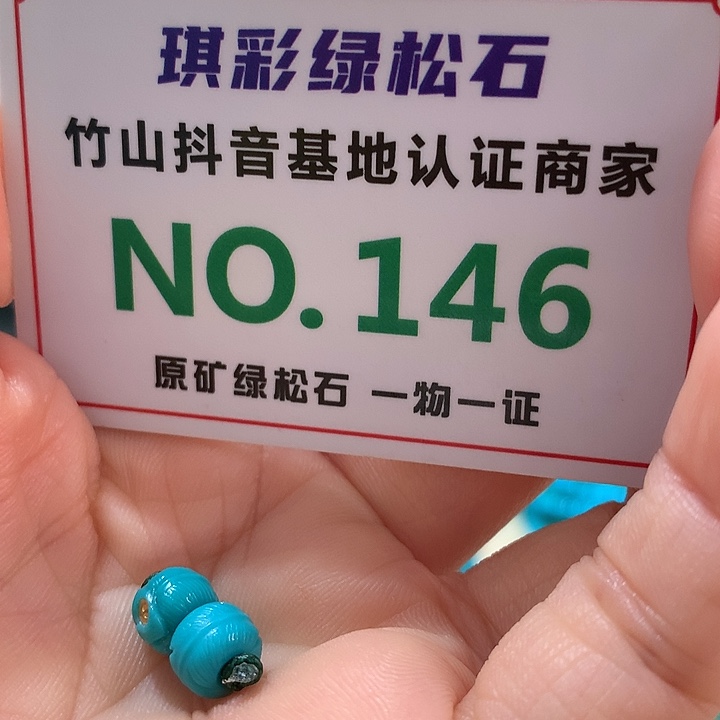 琪彩绿松石
竹山抖音基地认证商家
NO.146
原矿绿松石 一物一证